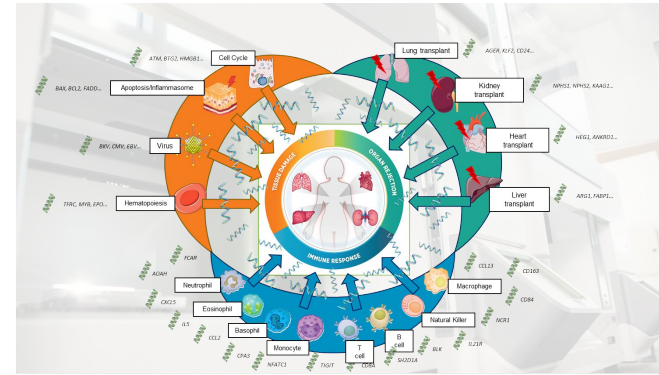 Cell Cycle
ATM, BTG2, HMGB1...
Lung transplant
AGER, KLF2, CD24...
Apoptosis/Inflammasome
BAX, BCL2, FADD...
Kidney
transplant
NPHS1, NPHS2, KAAG1...
Virus
BKV, CMV, EBV...
Heart
transplant
HEG1, ANKRD1...
Hematopoiesis
TFRC, MYB, EPO...
Liver
transplant
ARG1, FABP1...
TISSUE DAMAGE
ORGAN REJECTION
IMMUNE RESPONSE
FCAR
AOAH
Neutrophil
CXCL5
Eosinophil
IL5
Basophil
CCL2
Monocyte
CPA3
NFATC1
TIGIT
T
cell
CD8A
B
cell
SH2D1A
BLK
Natural Killer
IL21R
NCR1
Macrophage
CD84
CD163
CCL13